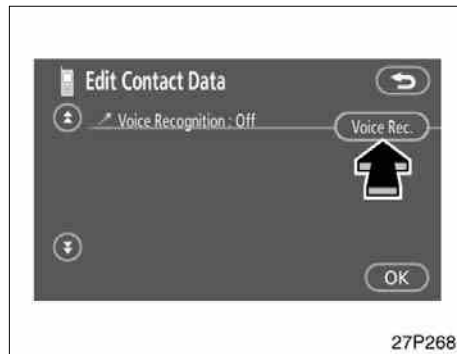 Edit Contact Data
Voice Recognition : Off
Voice Rec.
OK
27P268